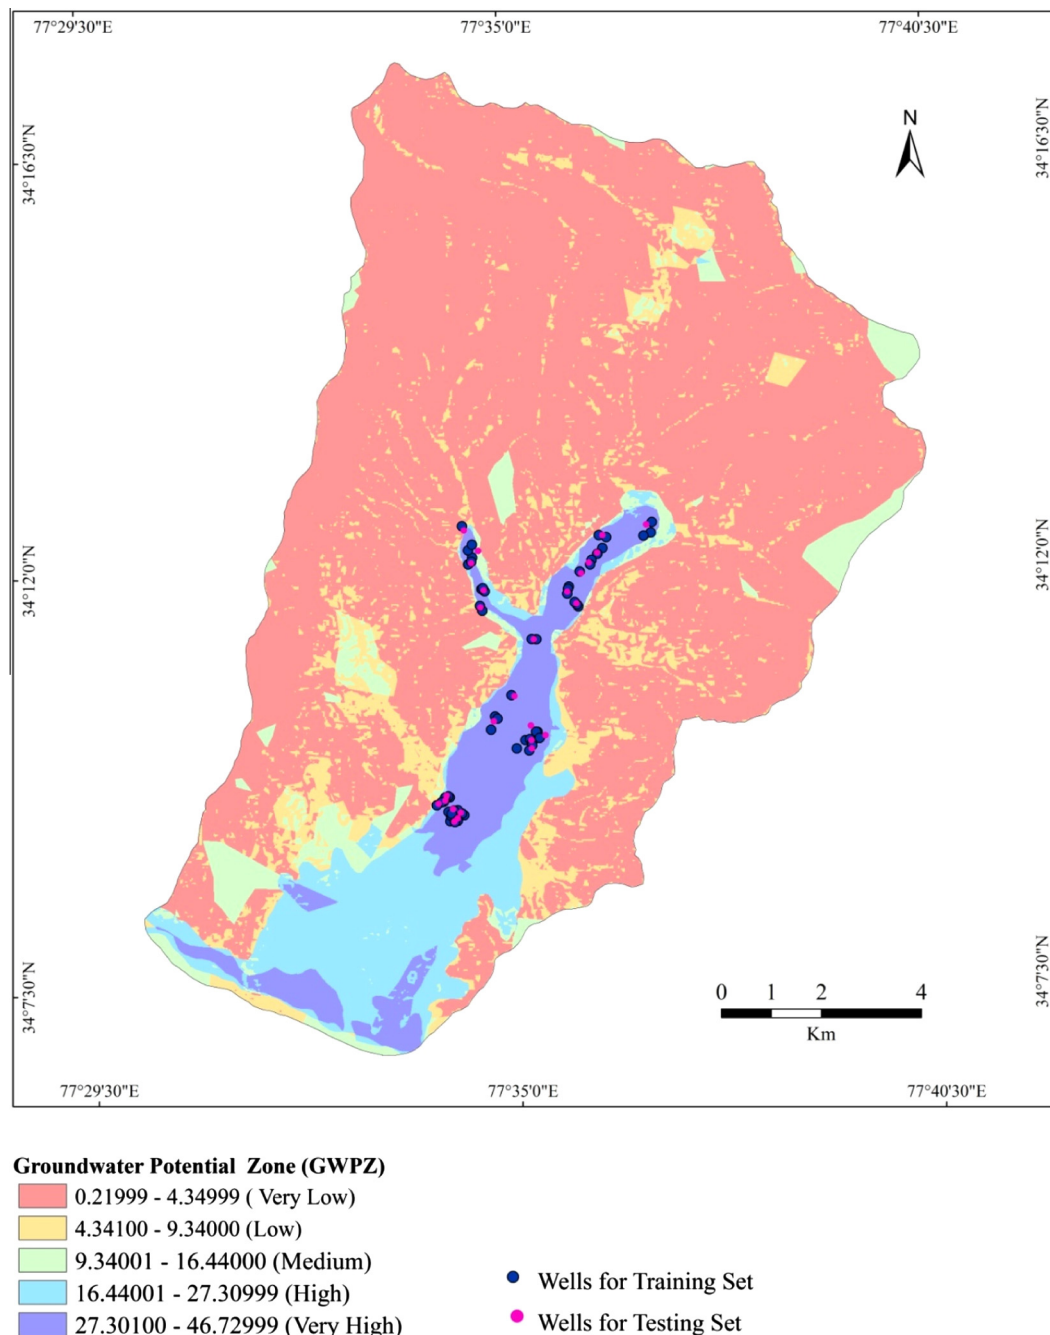 77°29'30"E 77°35'0"E 77°40'30"E
N
34°16'30"N 34°16'30"N
34°12'0"N 34°12'0"N
34°7'30"N 34°7'30"N
0 1 2 4
Km
77°29'30"E 77°35'0"E 77°40'30"E
Groundwater Potential Zone (GWPZ)
0.21999 - 4.34999 ( Very Low)
4.34100 - 9.34000 (Low)
9.34001 - 16.44000 (Medium)
16.44001 - 27.30999 (High)
27.30100 - 46.72999 (Very High)
Wells for Training Set
Wells for Testing Set